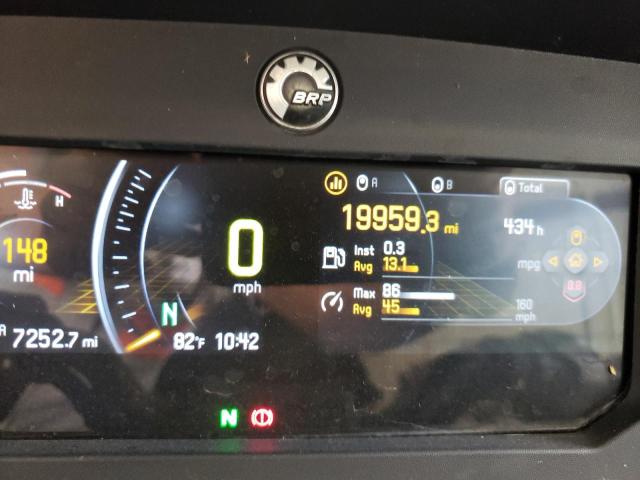 BRP
A
B
Total
H
19959.3 mi
434 h
148
mi
0
mph
Inst 0.3
Avg 13.1
mpg
Max 86
Avg 45
160
mph
N
A 7252.7 mi
82°F 10:42
N